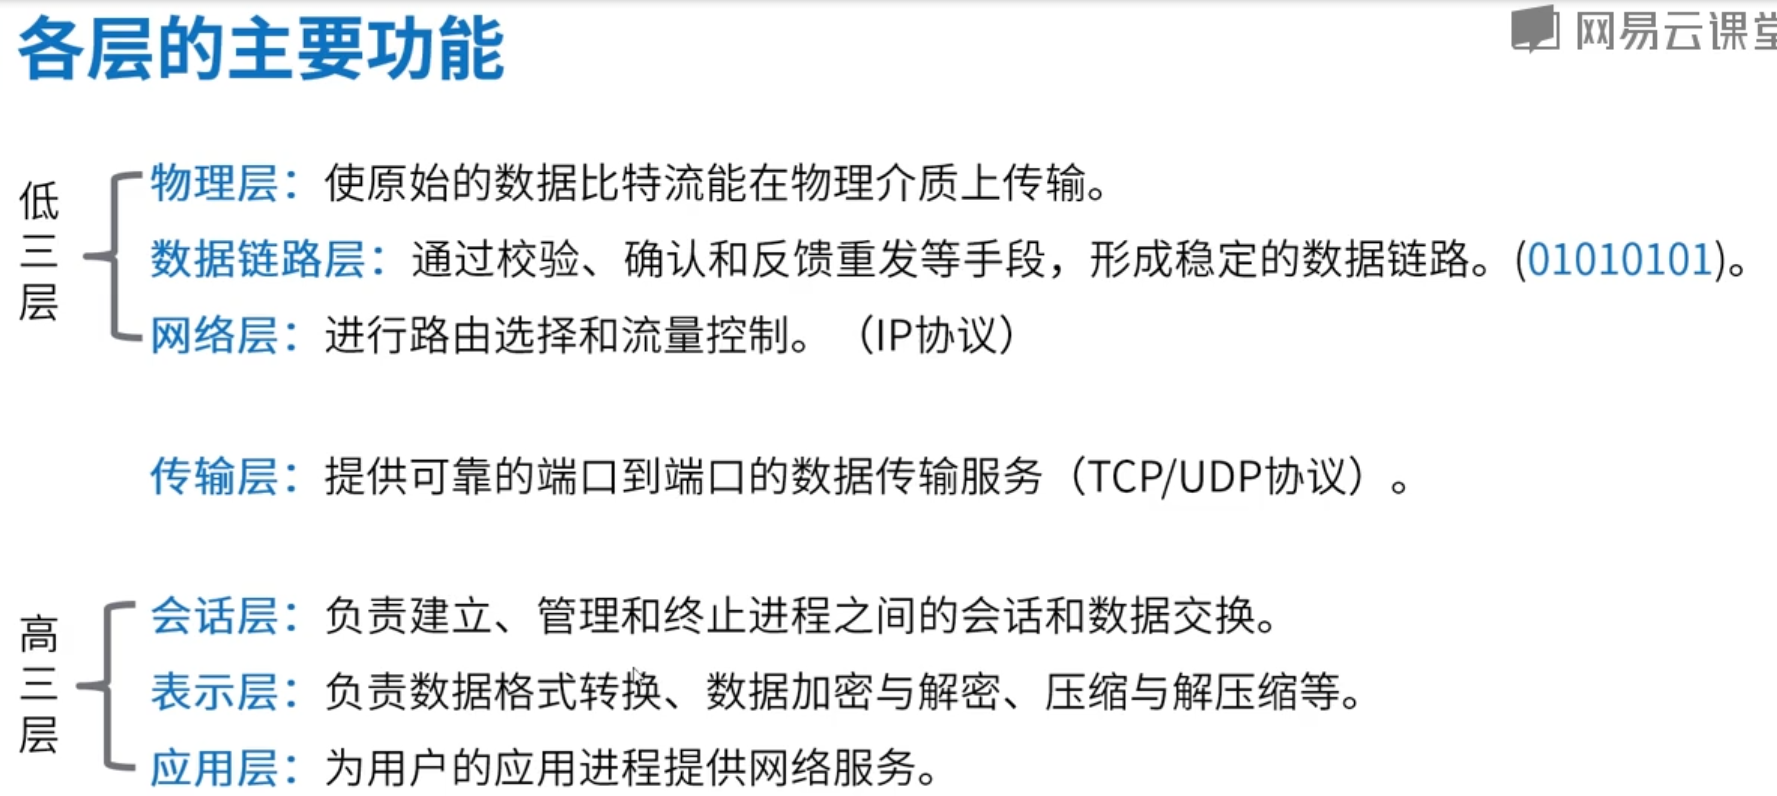 各层的主要功能
网易云课堂
低三层
物理层：使原始的数据比特流能在物理介质上传输。
数据链路层：通过校验、确认和反馈重发等手段，形成稳定的数据链路。(01010101)。
网络层：进行路由选择和流量控制。（IP协议）
传输层：提供可靠的端口到端口的数据传输服务（TCP/UDP协议）。
高三层
会话层：负责建立、管理和终止进程之间的会话和数据交换。
表示层：负责数据格式转换、数据加密与解密、压缩与解压缩等。
应用层：为用户的应用进程提供网络服务。